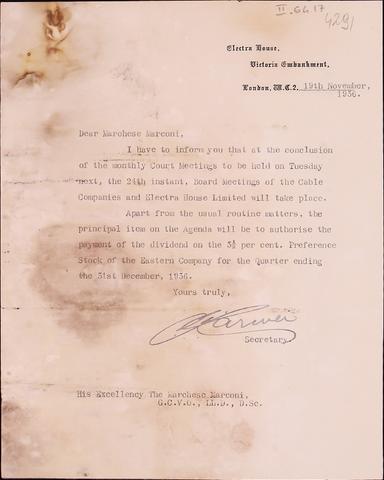 II.64.17
4291
Electra House,
Victoria Embankment,
London, W.C.2. 19th November,
1936.
Dear Marchese Marconi,
I have to inform you that at the conclusion
of the monthly Court Meetings to be held on Tuesday
next, the 24th instant, Board Meetings of the Cable
Companies and Electra House Limited will take place.
Apart from the usual routine matters, the
principal item on the Agenda will be to authorise the
payment of the dividend on the 3½ per cent. Preference
Stock of the Eastern Company for the Quarter ending
the 31st December, 1936.
Yours truly,
Secretary.
His Excellency The Marchese Marconi,
G.C.V.O., LL.D., D.Sc.